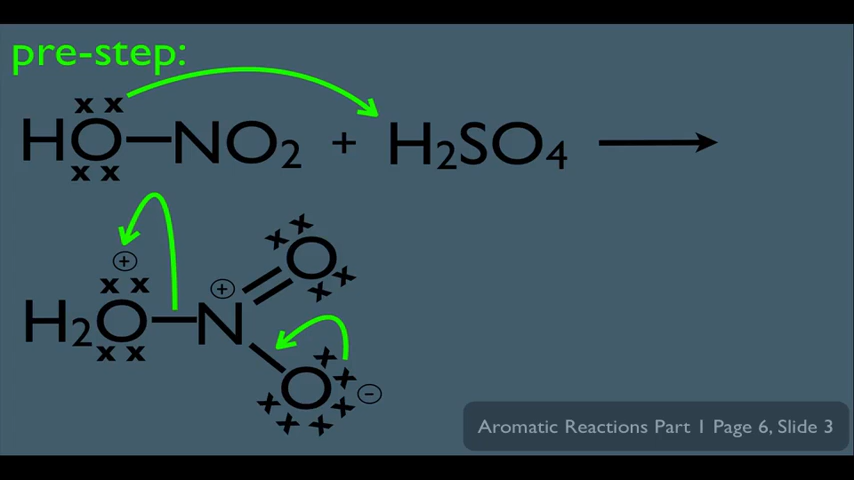 pre-step:
HO—NO₂ + H₂SO₄ ⟶
O
H₂O—N
O
Aromatic Reactions Part 1 Page 6, Slide 3